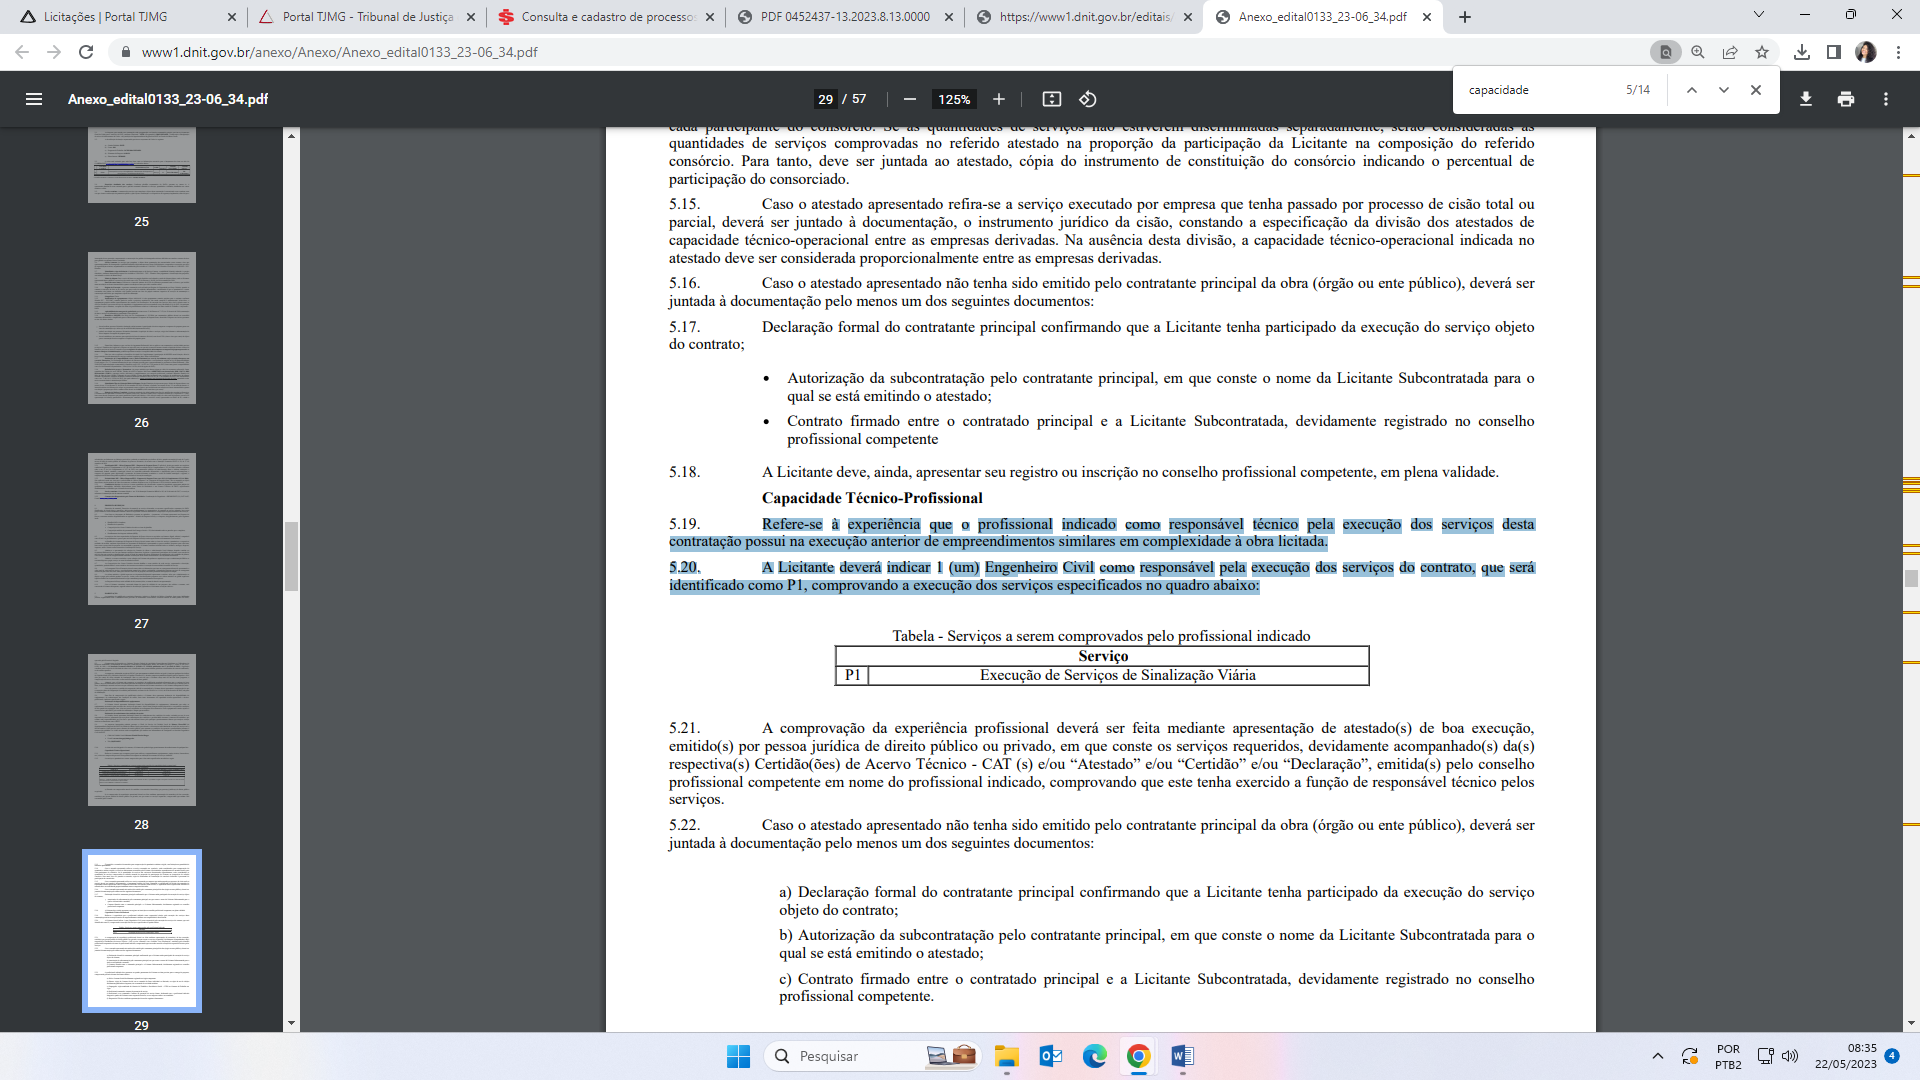 Licitações | Portal TJMG
Portal TJMG - Tribunal de Justiça
Consulta e cadastro de processos
PDF 0452437-13.2023.8.13.0000
https://www1.dnit.gov.br/editais/
Anexo_edital0133_23-06_34.pdf
www1.dnit.gov.br/anexo/Anexo/Anexo_edital0133_23-06_34.pdf
Anexo_edital0133_23-06_34.pdf
29 / 57
125%
capacidade
5/14
25
26
27
28
29
cada participante do consórcio. Se as quantidades de serviços não estiverem discriminadas separadamente, serão consideradas as
quantidades de serviços comprovadas no referido atestado na proporção da participação da Licitante na composição do referido
consórcio. Para tanto, deve ser juntada ao atestado, cópia do instrumento de constituição do consórcio indicando o percentual de
participação do consorciado.
5.15. Caso o atestado apresentado refira-se a serviço executado por empresa que tenha passado por processo de cisão total ou
parcial, deverá ser juntado à documentação, o instrumento jurídico da cisão, constando a especificação da divisão dos atestados de
capacidade técnico-operacional entre as empresas derivadas. Na ausência desta divisão, a capacidade técnico-operacional indicada no
atestado deve ser considerada proporcionalmente entre as empresas derivadas.
5.16. Caso o atestado apresentado não tenha sido emitido pelo contratante principal da obra (órgão ou ente público), deverá ser
juntada à documentação pelo menos um dos seguintes documentos:
5.17. Declaração formal do contratante principal confirmando que a Licitante tenha participado da execução do serviço objeto
do contrato;
• Autorização da subcontratação pelo contratante principal, em que conste o nome da Licitante Subcontratada para o
qual se está emitindo o atestado;
• Contrato firmado entre o contratado principal e a Licitante Subcontratada, devidamente registrado no conselho
profissional competente
5.18. A Licitante deve, ainda, apresentar seu registro ou inscrição no conselho profissional competente, em plena validade.
Capacidade Técnico-Profissional
5.19. Refere-se à experiência que o profissional indicado como responsável técnico pela execução dos serviços desta
contratação possui na execução anterior de empreendimentos similares em complexidade à obra licitada.
5.20. A Licitante deverá indicar 1 (um) Engenheiro Civil como responsável pela execução dos serviços do contrato, que será
identificado como P1, comprovando a execução dos serviços especificados no quadro abaixo:
Tabela - Serviços a serem comprovados pelo profissional indicado
Serviço
P1 Execução de Serviços de Sinalização Viária
5.21. A comprovação da experiência profissional deverá ser feita mediante apresentação de atestado(s) de boa execução,
emitido(s) por pessoa jurídica de direito público ou privado, em que conste os serviços requeridos, devidamente acompanhado(s) da(s)
respectiva(s) Certidão(ões) de Acervo Técnico - CAT (s) e/ou “Atestado” e/ou “Certidão” e/ou “Declaração”, emitida(s) pelo conselho
profissional competente em nome do profissional indicado, comprovando que este tenha exercido a função de responsável técnico pelos
serviços.
5.22. Caso o atestado apresentado não tenha sido emitido pelo contratante principal da obra (órgão ou ente público), deverá ser
juntada à documentação pelo menos um dos seguintes documentos:
a) Declaração formal do contratante principal confirmando que a Licitante tenha participado da execução do serviço
objeto do contrato;
b) Autorização da subcontratação pelo contratante principal, em que conste o nome da Licitante Subcontratada para o
qual se está emitindo o atestado;
c) Contrato firmado entre o contratado principal e a Licitante Subcontratada, devidamente registrado no conselho
profissional competente.
Pesquisar
POR
PTB2
08:35
22/05/2023
4